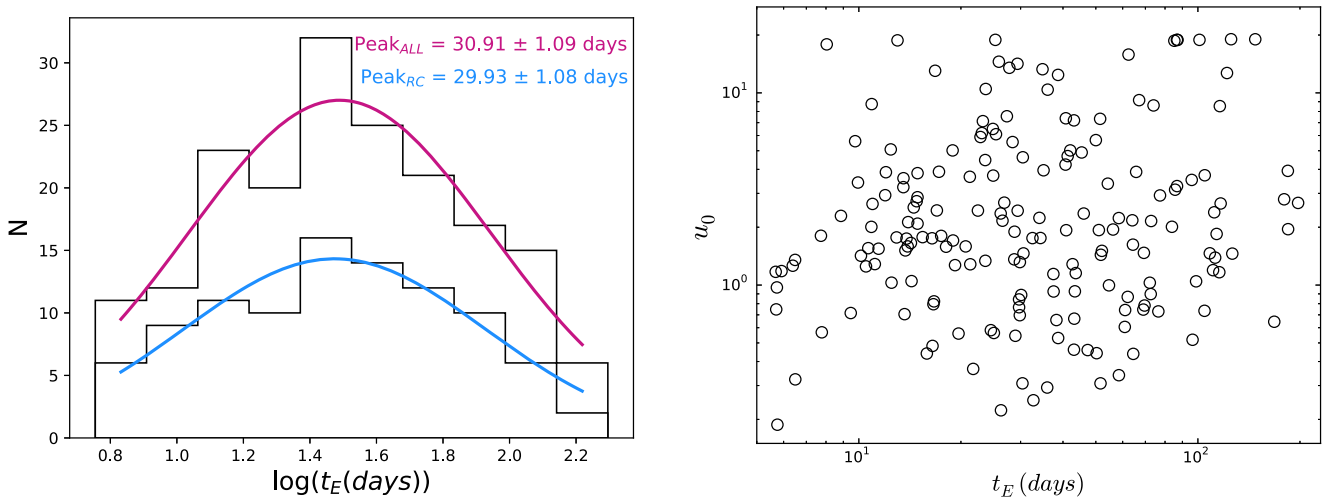 Peak_ALL = 30.91 ± 1.09 days
Peak_RC = 29.93 ± 1.08 days
N
30
25
20
15
10
5
0
0.8 1.0 1.2 1.4 1.6 1.8 2.0 2.2
log(t_E(days))
u_0
10^1
10^0
10^1 10^2
t_E (days)